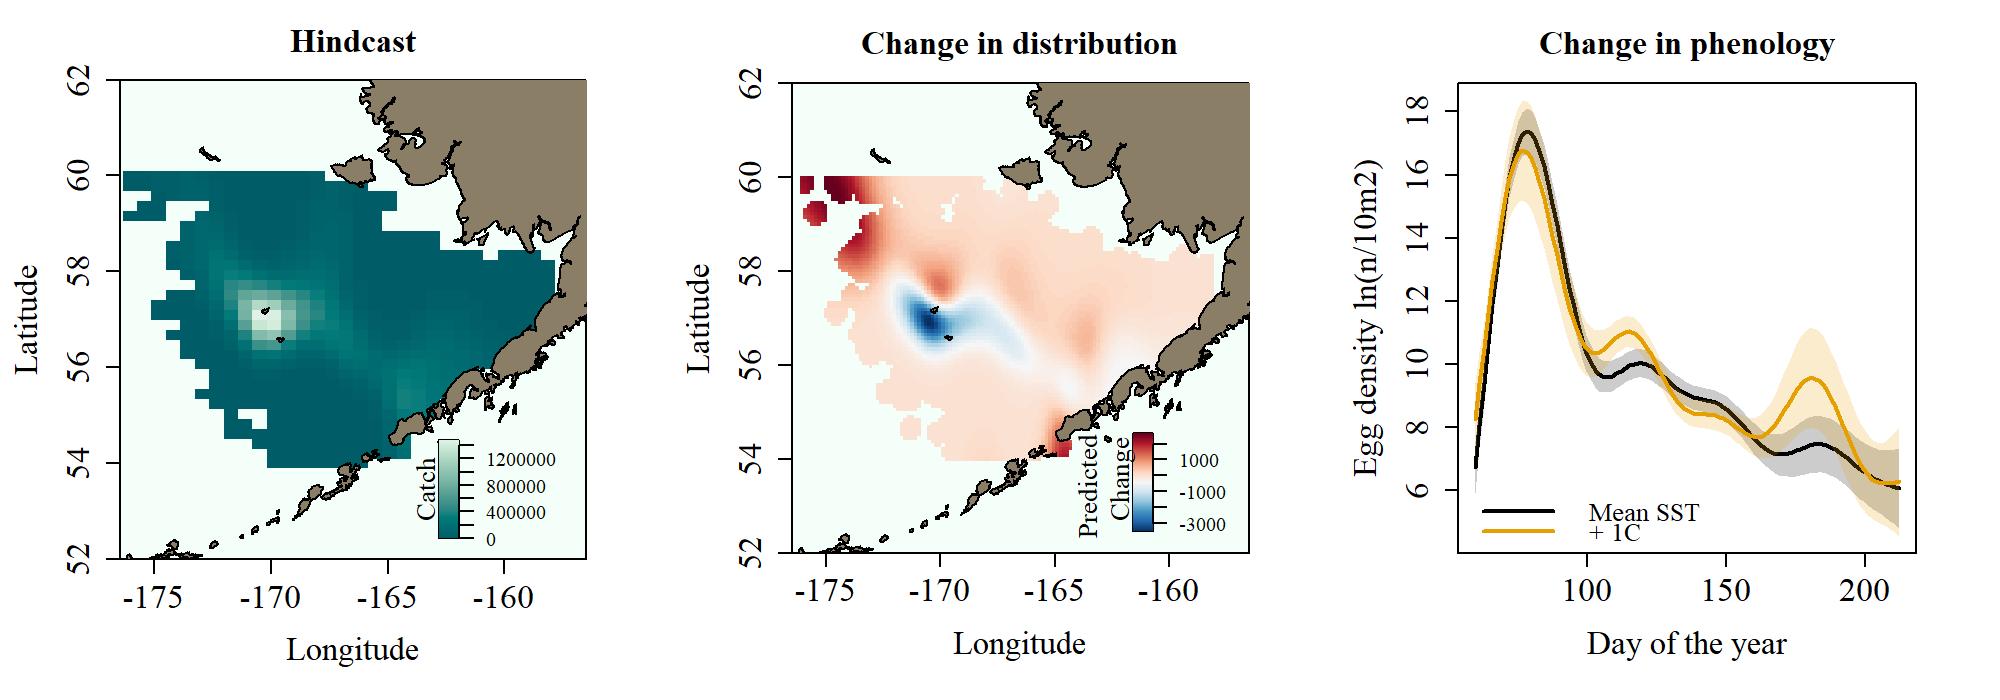 Hindcast
62
60
58
56
54
52
Latitude
-175
-170
-165
-160
Longitude
Catch
1200000
800000
400000
0
Change in distribution
62
60
58
56
54
52
Latitude
-175
-170
-165
-160
Longitude
Predicted
Change
1000
-1000
-3000
Change in phenology
18
16
14
12
10
8
6
Egg density ln(n/10m2)
100
150
200
Day of the year
Mean SST
+ 1C